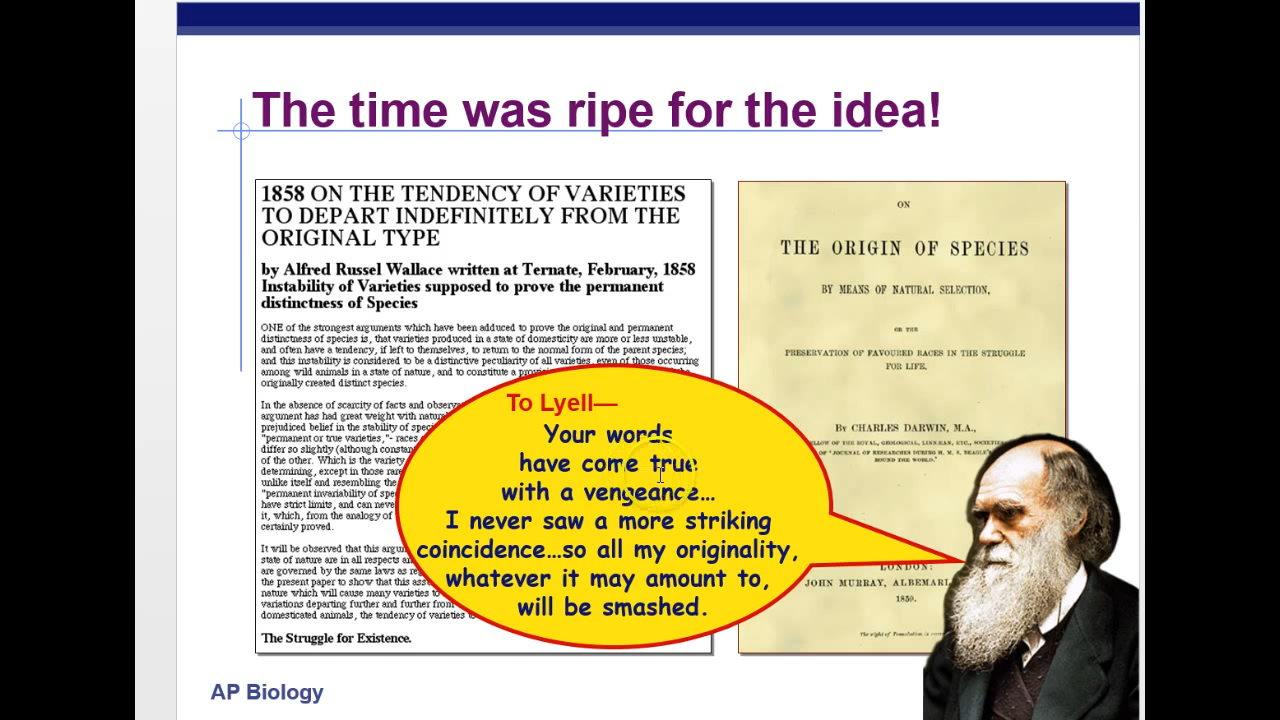 The time was ripe for the idea!
1858 ON THE TENDENCY OF VARIETIES
TO DEPART INDEFINITELY FROM THE
ORIGINAL TYPE
by Alfred Russel Wallace written at Ternate, February, 1858
Instability of Varieties supposed to prove the permanent
distinctness of Species
ONE of the strongest arguments which have been adduced to prove the original and permanent
distinctness of species is, that varieties produced in a state of domesticity are more or less unstable,
and often have a tendency, if left to themselves, to return to the normal form of the parent species;
and this instability is considered to be a distinctive peculiarity of all varieties, even of those occurring
among wild animals in a state of nature, and to constitute a
originally created distinct species.
In the absence of scarcity of facts and
argument has had great weight with
prejudiced belief in the stability of
"permanent or true varieties,"- races
differ so slightly (although
of the other. Which is the variety
determining, except in those
unlike itself and resembling the
"permanent invariability of
have strict limits, and can never
it, which, from the analogy of
certainly proved.
It will be observed that this
state of nature are in all respects
are governed by the same laws as
the present paper to show that this
nature which will cause many varieties to
variations departing further and further from
domesticated animals, the tendency of varieties
The Struggle for Existence.
To Lyell—
Your words
have come true
with a vengeance…
I never saw a more striking
coincidence…so all my originality,
whatever it may amount to,
will be smashed.
ON
THE ORIGIN OF SPECIES
BY MEANS OF NATURAL SELECTION,
OR THE
PRESERVATION OF FAVOURED RACES IN THE STRUGGLE
FOR LIFE.
By CHARLES DARWIN, M.A.,
OF THE ROYAL, GEOLOGICAL, LINNEAN, ETC.,
OF 'JOURNAL OF RESEARCHES DURING H. M. S. BEAGLE'S
ROUND THE WORLD.'
LONDON:
JOHN MURRAY,
1859.
The right of Translation is
AP Biology